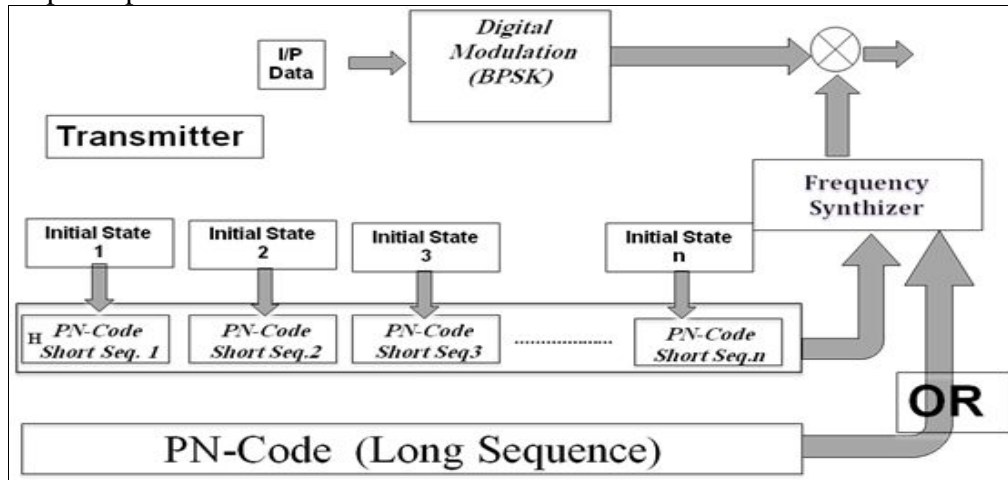 I/P
Data
Digital
Modulation
(BPSK)
Transmitter
Frequency
Synthizer
Initial State
1
Initial State
2
Initial State
3
Initial State
n
H
PN-Code
Short Seq. 1
PN-Code
Short Seq.2
PN-Code
Short Seq3
..................
PN-Code
Short Seq.n
OR
PN-Code (Long Sequence)